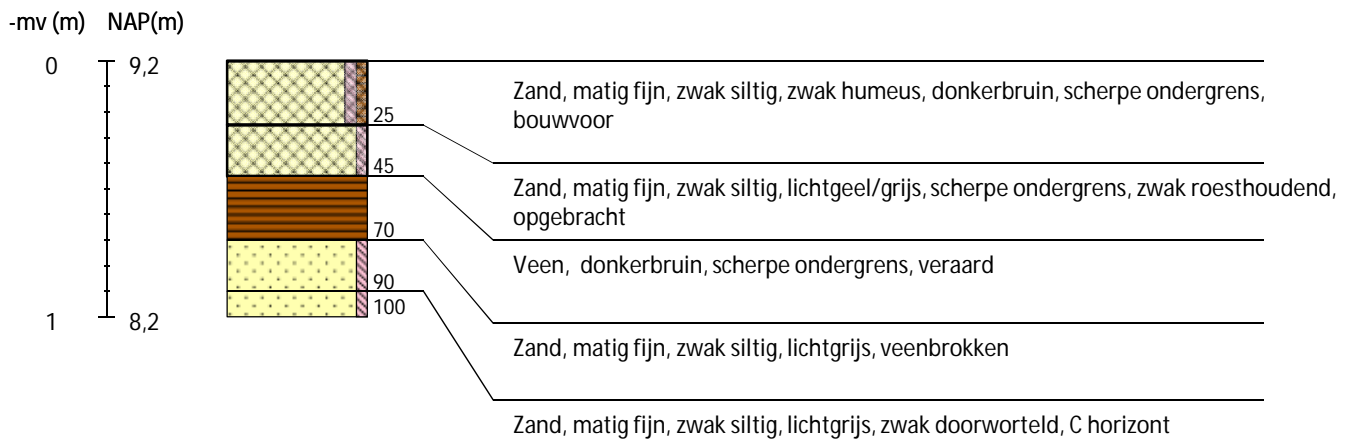 -mv (m) NAP(m)
0 9,2
Zand, matig fijn, zwak siltig, zwak humeus, donkerbruin, scherpe ondergrens,
bouwvoor
25
45
Zand, matig fijn, zwak siltig, lichtgeel/grijs, scherpe ondergrens, zwak roesthoudend,
opgebracht
70
Veen, donkerbruin, scherpe ondergrens, veraard
90
100
1 8,2
Zand, matig fijn, zwak siltig, lichtgrijs, veenbrokken
Zand, matig fijn, zwak siltig, lichtgrijs, zwak doorworteld, C horizont